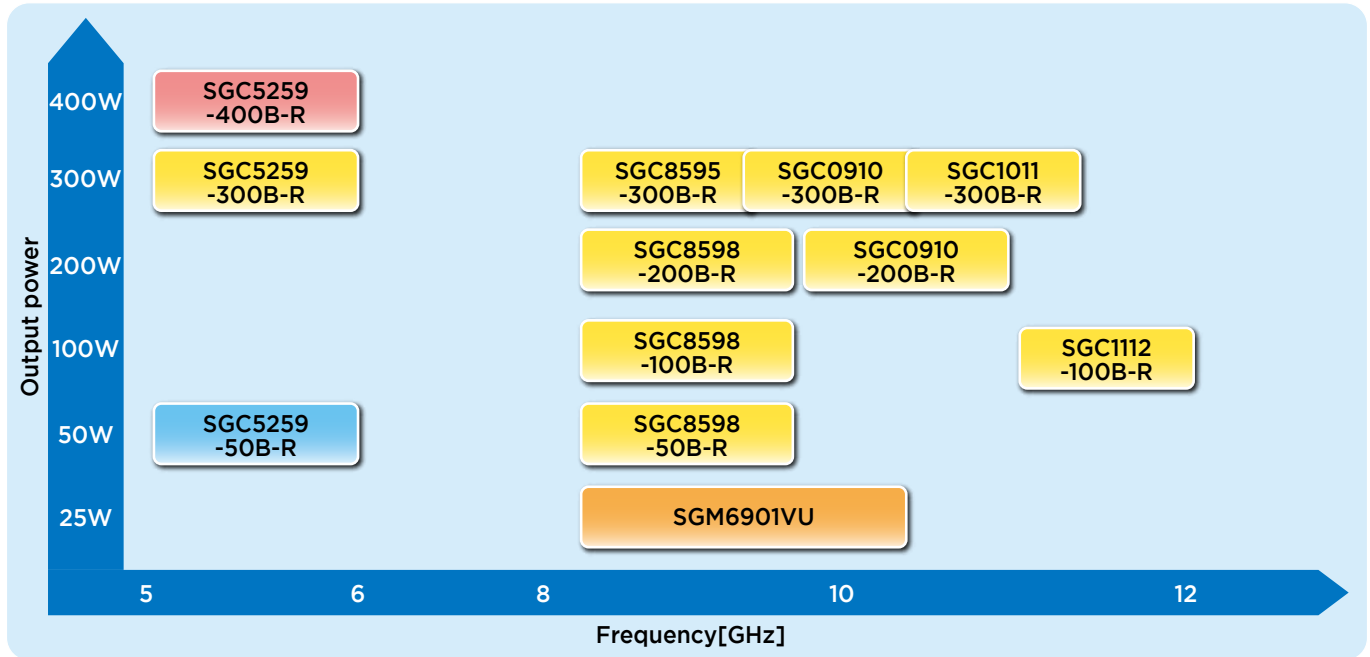 400W
SGC5259
-400B-R
300W
SGC5259
-300B-R
SGC8595
-300B-R
SGC0910
-300B-R
SGC1011
-300B-R
200W
SGC8598
-200B-R
SGC0910
-200B-R
100W
SGC8598
-100B-R
SGC1112
-100B-R
50W
SGC5259
-50B-R
SGC8598
-50B-R
25W
SGM6901VU
Output power
5 6 8 10 12
Frequency[GHz]